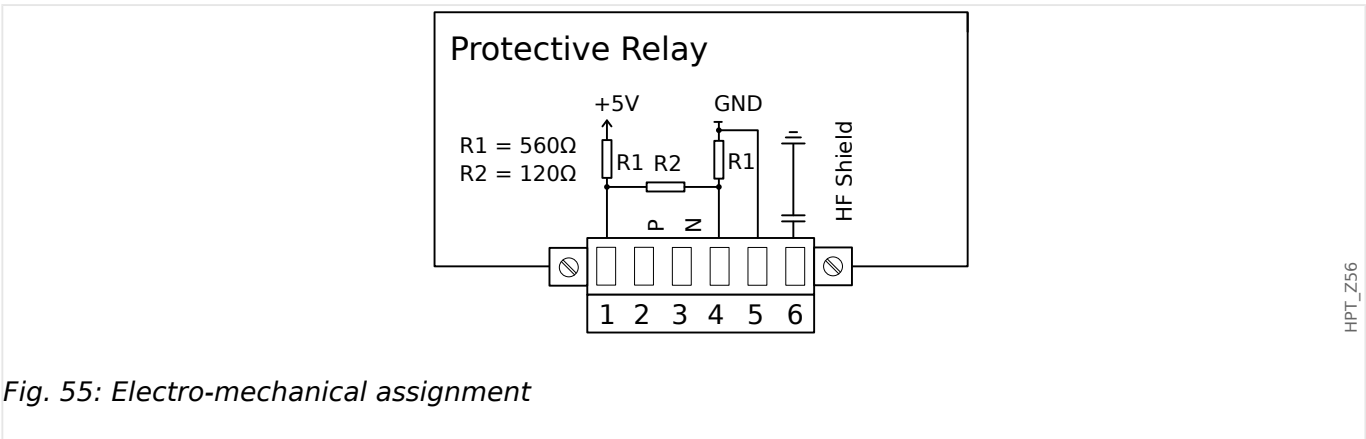 Protective Relay
+5V
GND
R1 = 560Ω
R2 = 120Ω
R1
R2
R1
HF Shield
P
N
1 2 3 4 5 6
HPT_Z56
Fig. 55: Electro-mechanical assignment